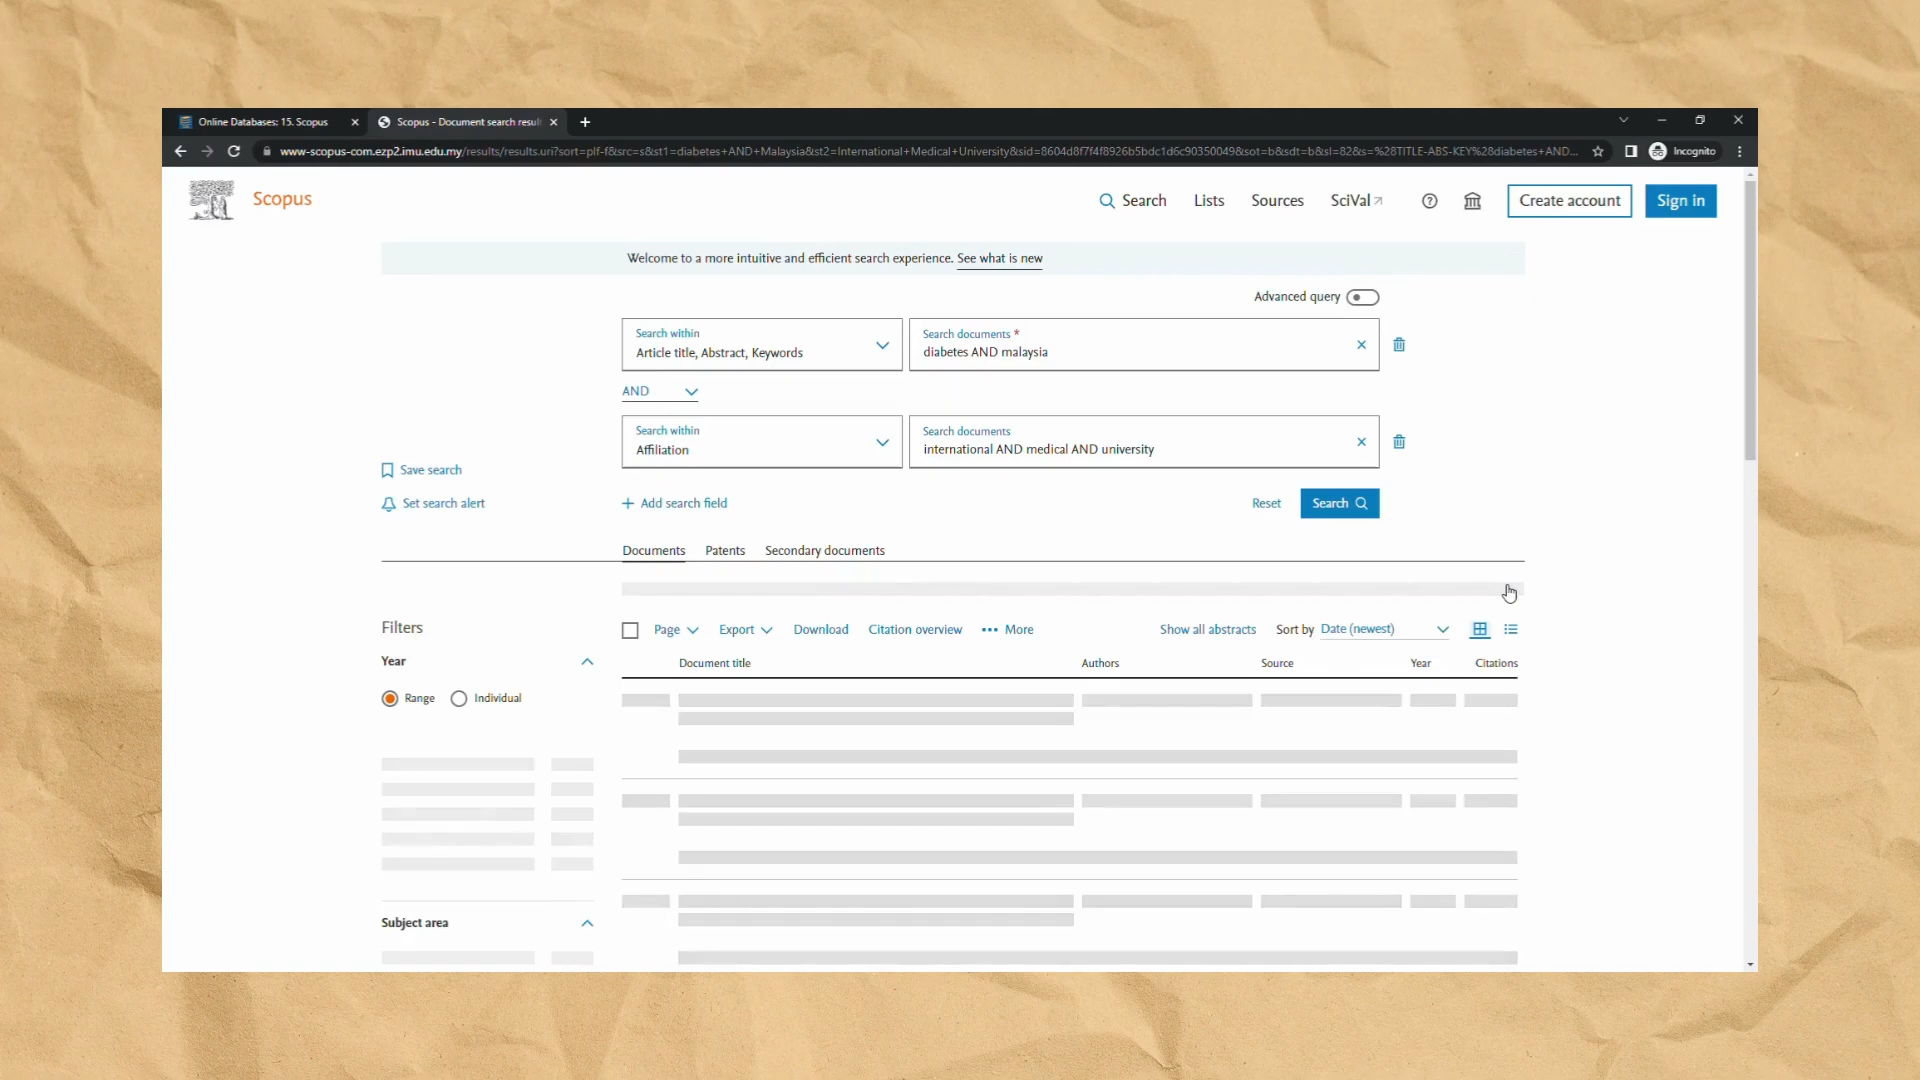 Online Databases: 15. Scopus
Scopus - Document search resul
www-scopus-com.ezp2.imu.edu.my/results/results.uri?sort=plf-f&src=s&st1=diabetes+AND+Malaysia&st2=International+Medical+University&sid=8604d8f7f4f8926b5bdc1d6c90350049&sot=b&sdt=b&sl=82&s=%28TITLE-ABS-KEY%28diabetes+AND...
Incognito
Scopus
Search
Lists
Sources
SciVal
Create account
Sign in
Welcome to a more intuitive and efficient search experience. See what is new
Advanced query
Search within
Article title, Abstract, Keywords
Search documents *
diabetes AND malaysia
AND
Search within
Affiliation
Search documents
international AND medical AND university
Save search
Set search alert
+ Add search field
Reset
Search
Documents
Patents
Secondary documents
Filters
Page
Export
Download
Citation overview
••• More
Show all abstracts
Sort by Date (newest)
Year
Document title
Authors
Source
Year
Citations
Range
Individual
Subject area